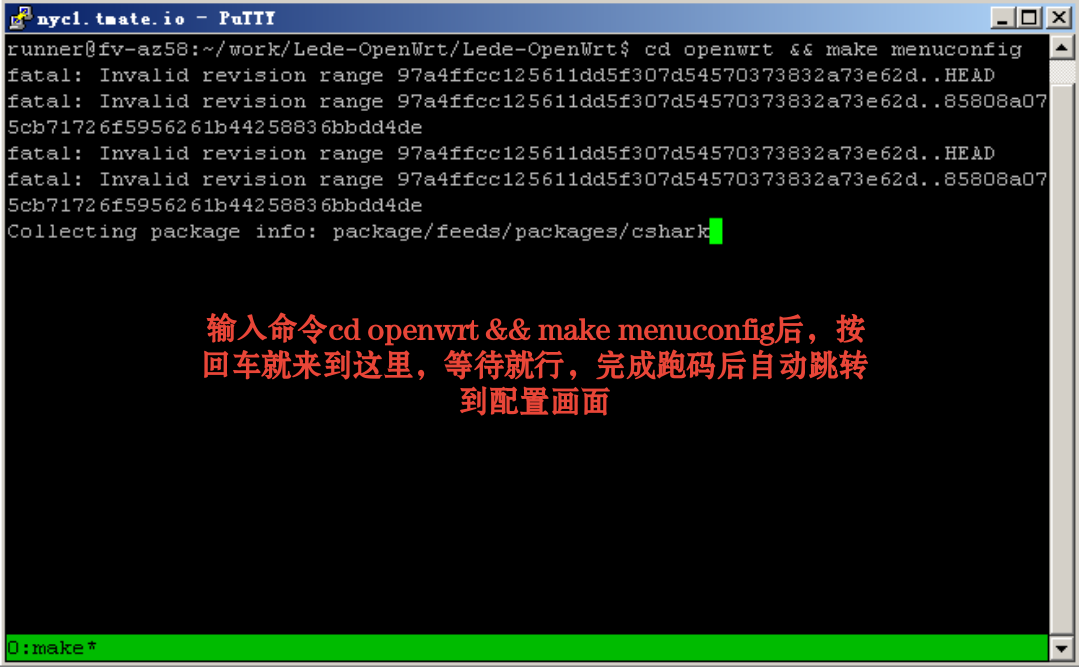 nyc1.tmate.io - PuTTY
runner@fv-az58:~/work/Lede-OpenWrt/Lede-OpenWrt$ cd openwrt && make menuconfig
fatal: Invalid revision range 97a4ffcc125611dd5f307d54570373832a73e62d..HEAD
fatal: Invalid revision range 97a4ffcc125611dd5f307d54570373832a73e62d..85808a07
5cb71726f5956261b44258836bbdd4de
fatal: Invalid revision range 97a4ffcc125611dd5f307d54570373832a73e62d..HEAD
fatal: Invalid revision range 97a4ffcc125611dd5f307d54570373832a73e62d..85808a07
5cb71726f5956261b44258836bbdd4de
Collecting package info: package/feeds/packages/cshark
输入命令cd openwrt && make menuconfig后，按
回车就来到这里，等待就行，完成跑码后自动跳转
到配置画面
0:make*